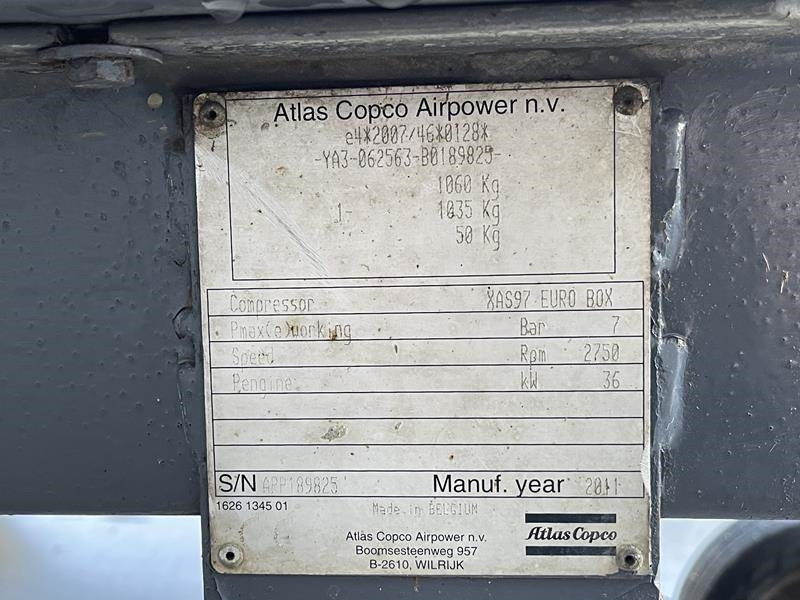 Atlas Copco Airpower n.v.
e4*2007/46*0128*
-YA3-062563-B0189825-
1060 Kg
1- 1035 Kg
50 Kg
Compressor XAS97 EURO BOX
Pmax(e)working Bar 7
Speed Rpm 2750
Pengine kW 36
S/N APP189825 Manuf. year 2011
1626 1345 01 Made in BELGIUM
Atlas Copco Airpower n.v.
Boomsesteenweg 957
B-2610, WILRIJK
Atlas Copco